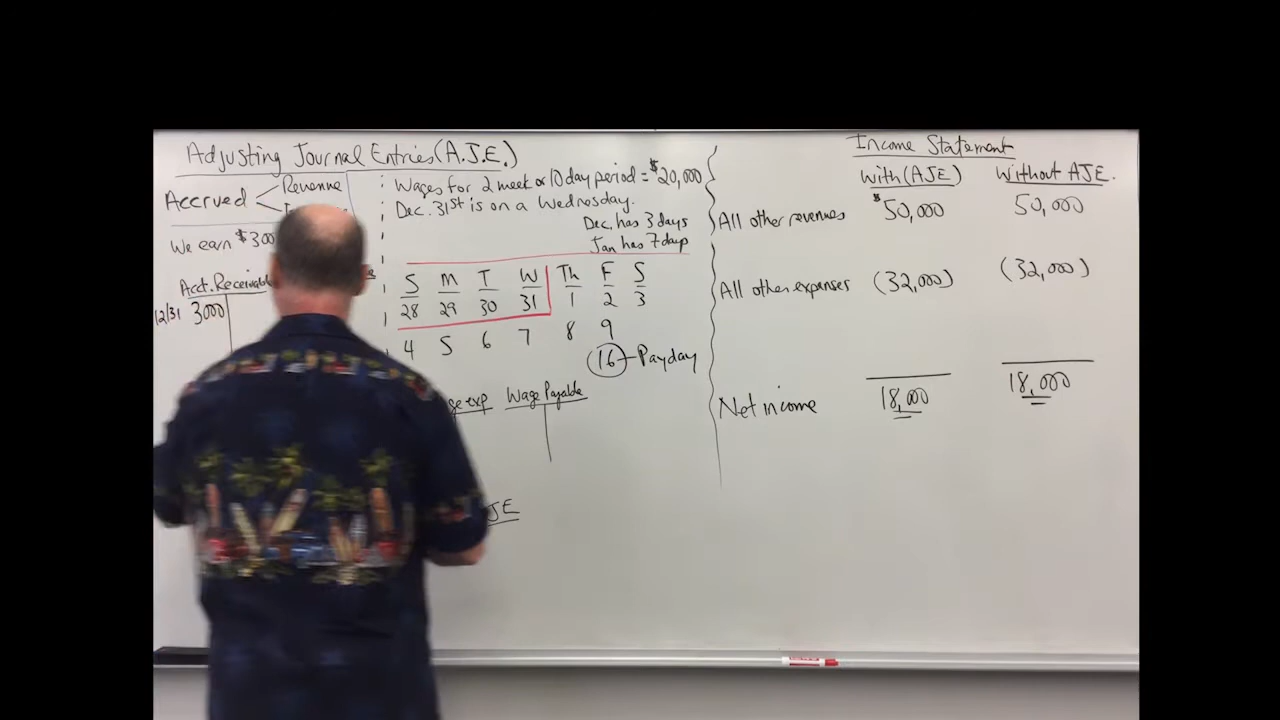 Adjusting Journal Entries (A.J.E.)
Accrued
Revenue
We earn $300
Acct. Receivable
12/31 3000
Wages for 2 week or 10 day period = $20,000
Dec. 31st is on a Wednesday.
Dec. has 3 days
Jan has 7 days
S M T W Th F S
28 29 30 31 1 2 3
4 5 6 7 8 9
16 - Payday
exp Wage Payable
JE
Income Statement
With (AJE) Without AJE.
All other revenues $50,000 50,000
All other expenses (32,000) (32,000)
Net income 18,000 18,000